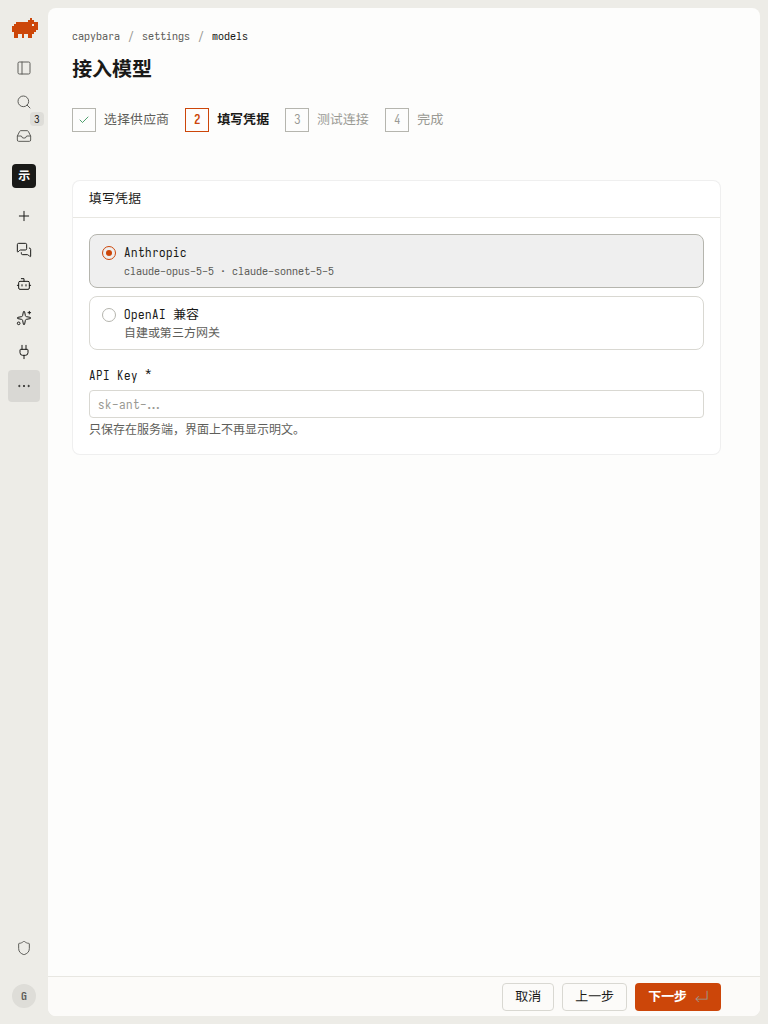 capybara / settings / models
接入模型
选择供应商 2 填写凭据 3 测试连接 4 完成
3
示
填写凭据
Anthropic
claude-opus-5-5 · claude-sonnet-5-5
OpenAI 兼容
自建或第三方网关
API Key *
sk-ant-...
只保存在服务端，界面上不再显示明文。
G
取消 上一步 下一步